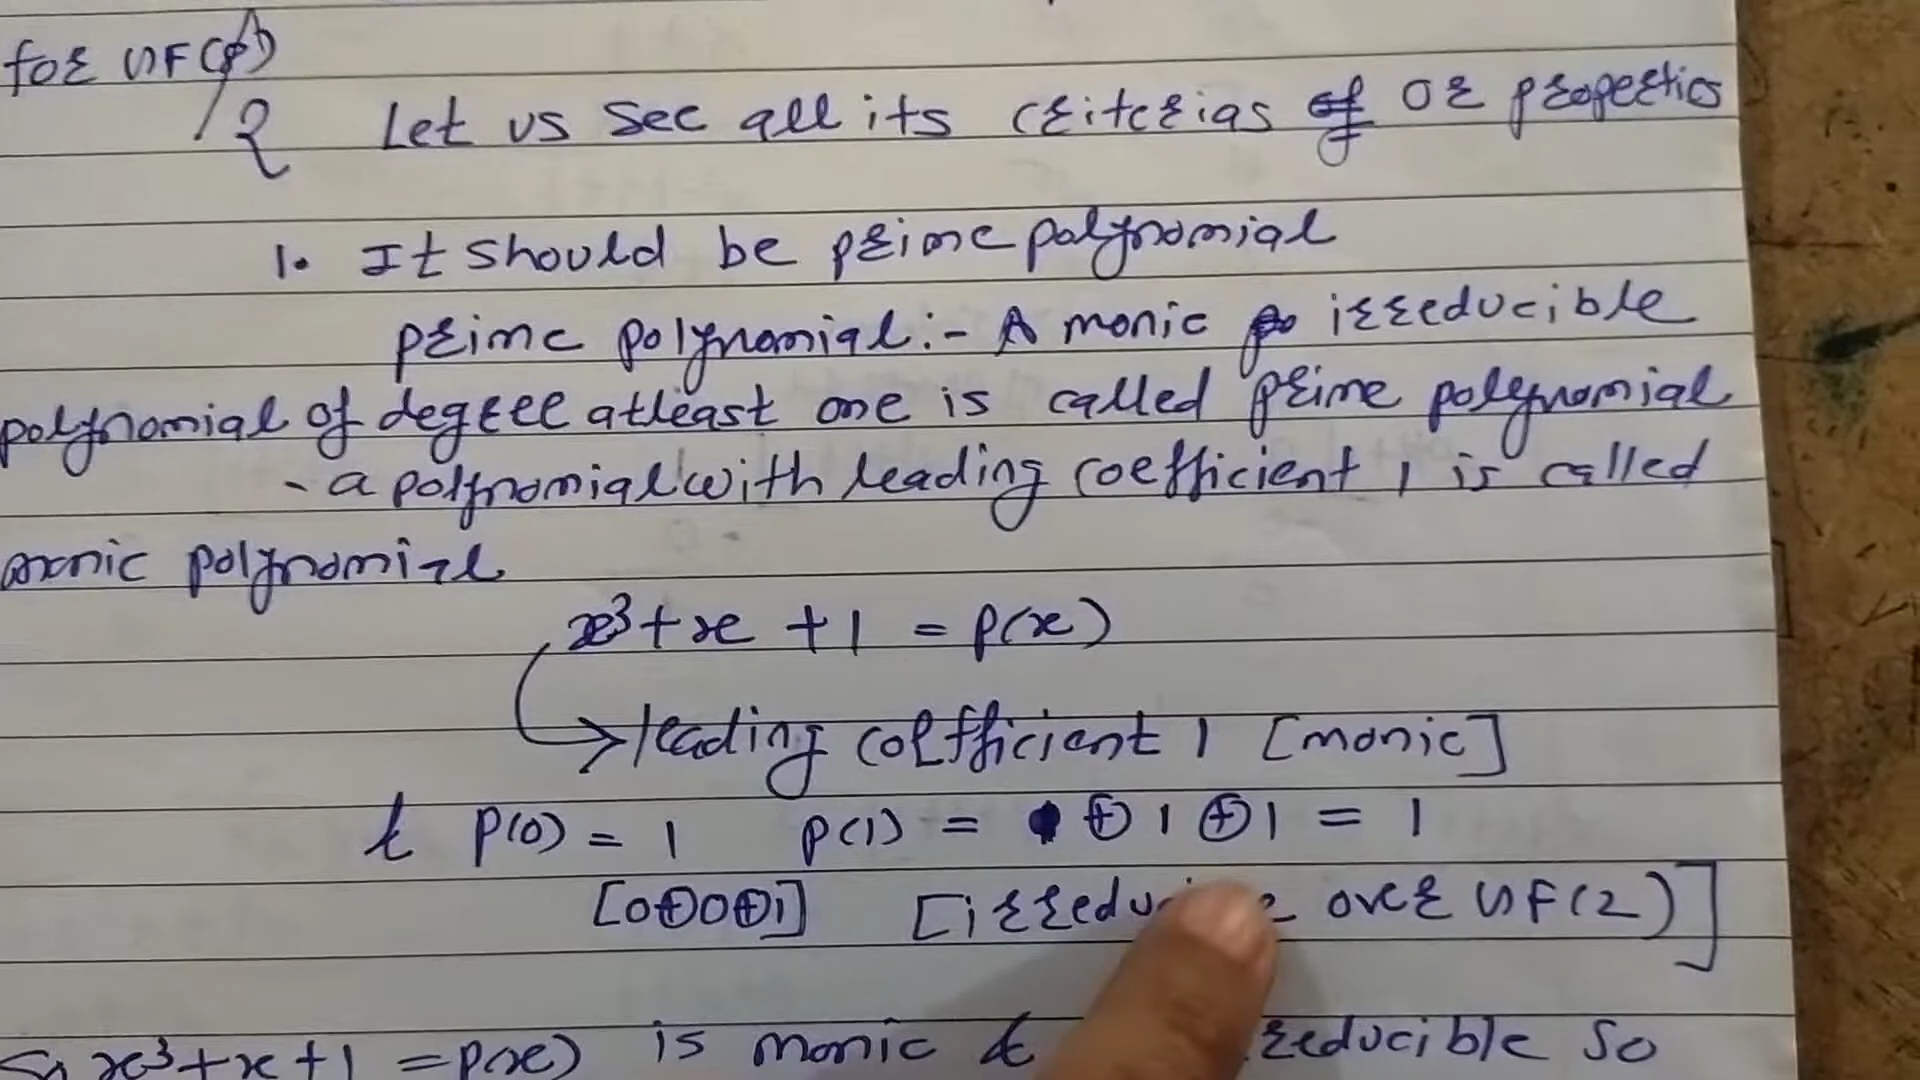 for GF(p^
Let us see all its criterias of or properties
1. It should be prime polynomial
prime polynomial:- A monic irreducible
polynomial of degree atleast one is called prime polynomial
- a polynomial with leading coefficient 1 is called
monic polynomial
x³+x +1 = p(x)
→ leading coefficient 1 [monic]
& p(0) = 1 p(1) = ⊕ 1 ⊕ 1 = 1
[0⊕0⊕1] [ over GF(2)]
x³+x+1 = p(x) is monic & so